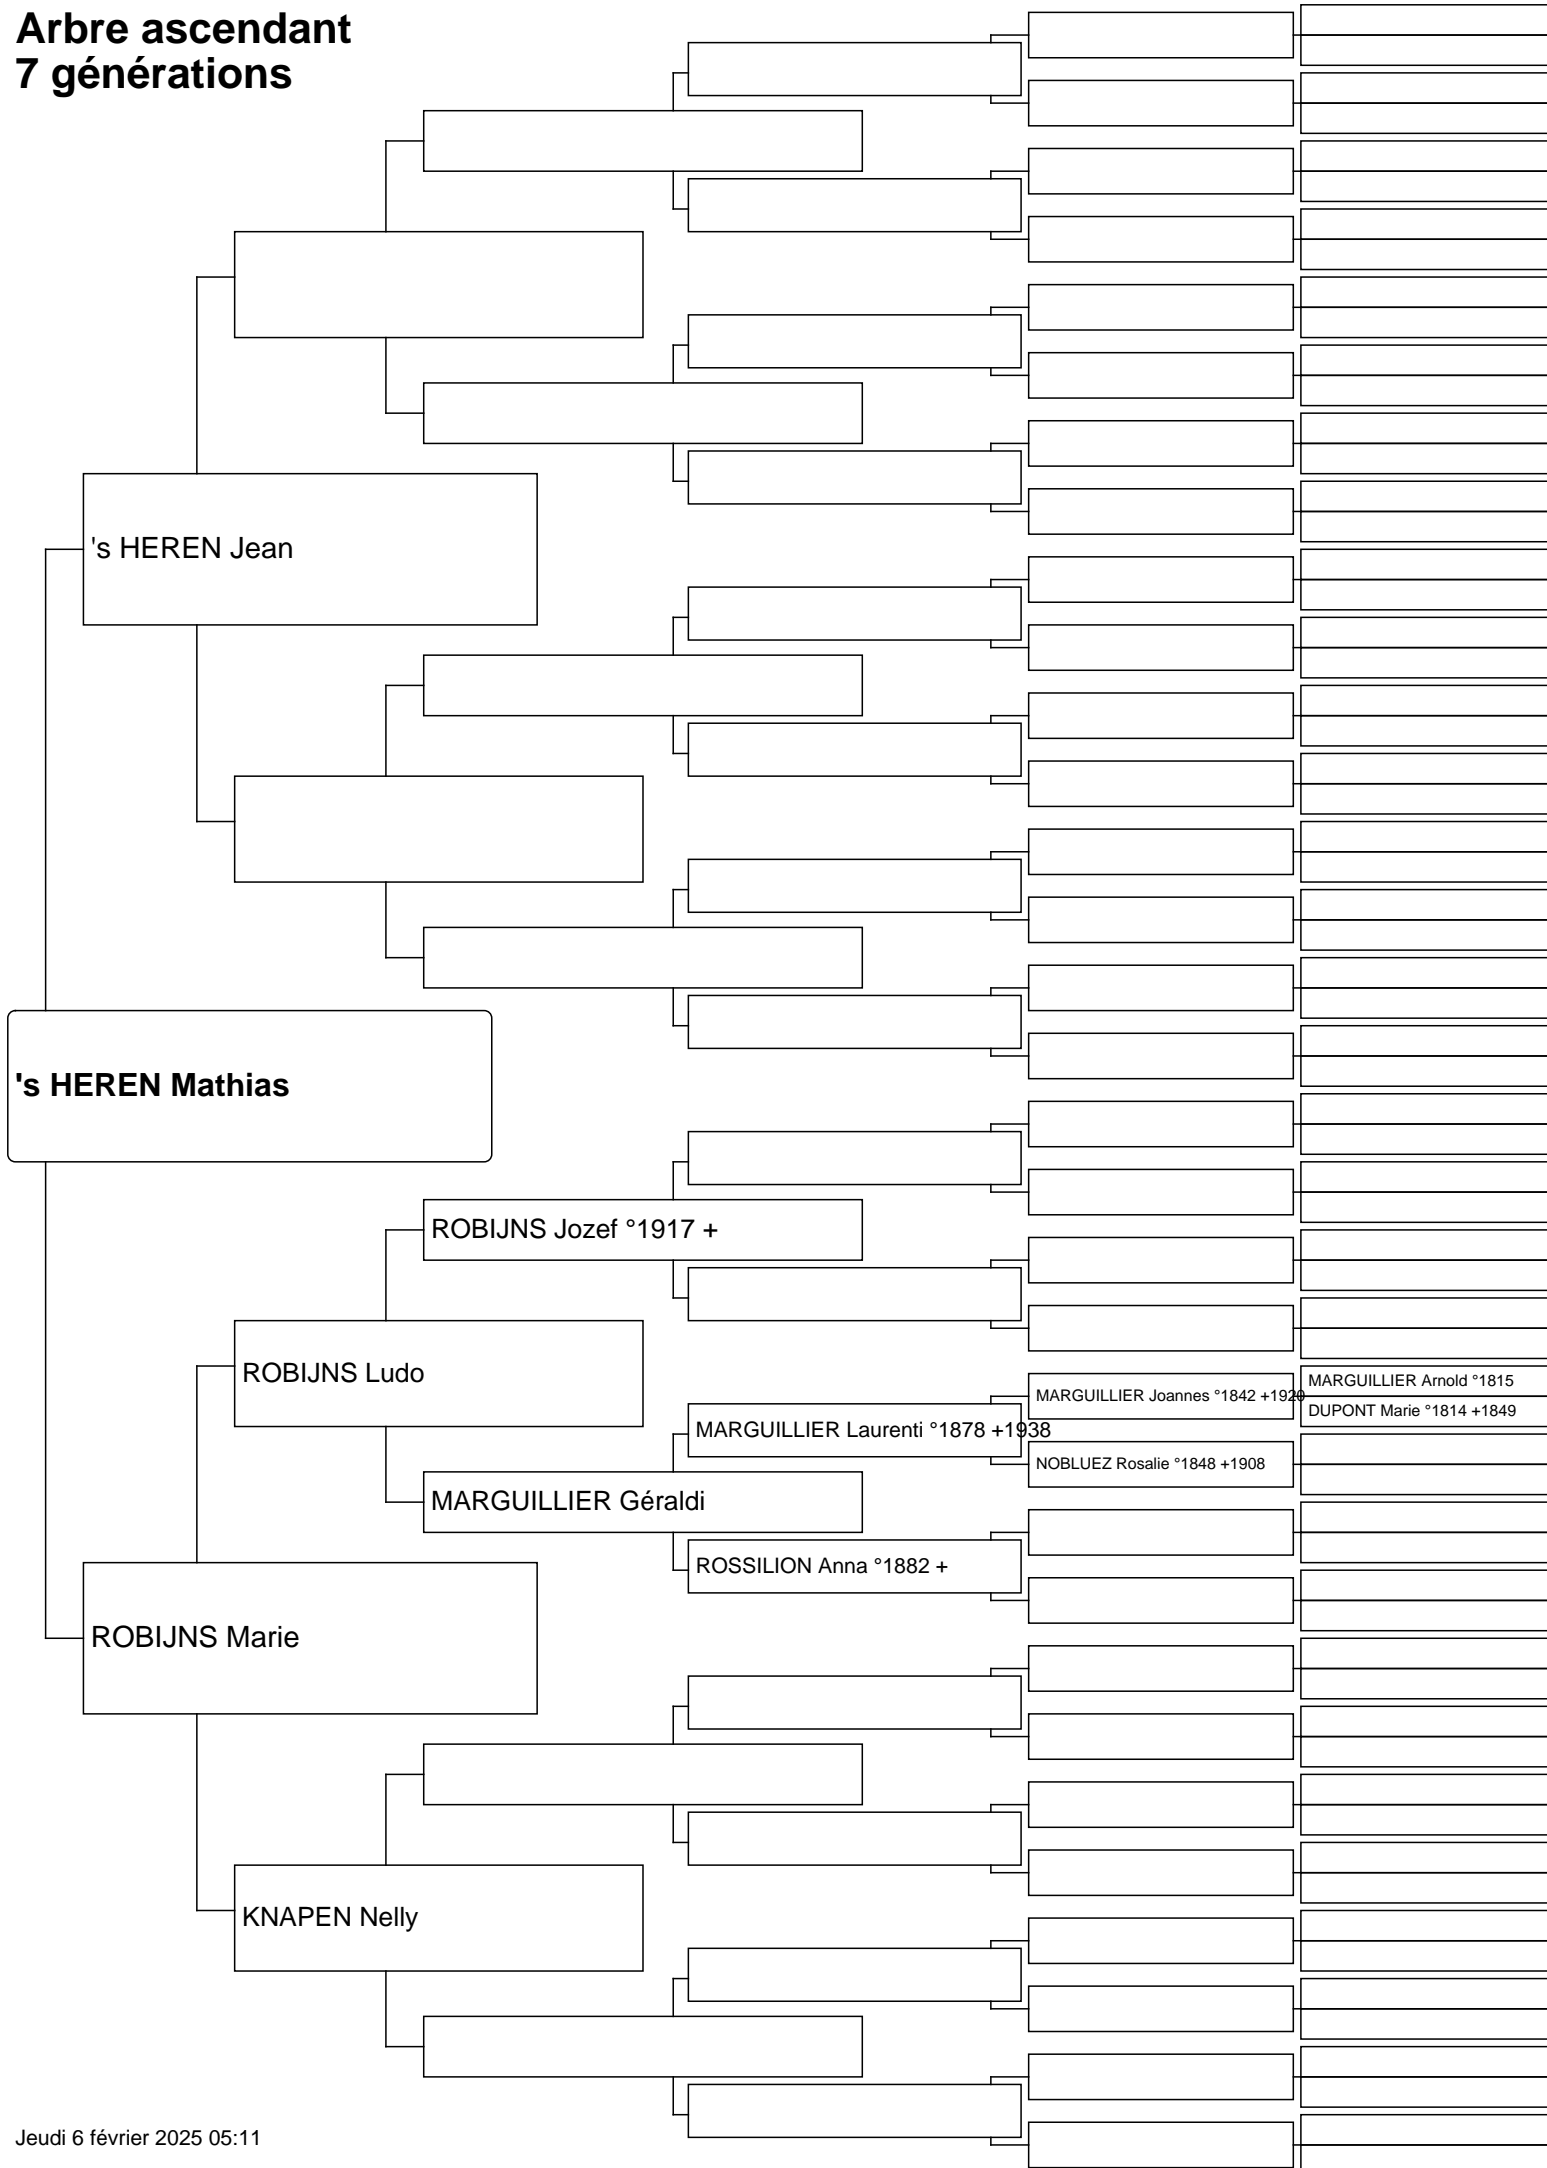 Arbre ascendant
7 générations
's HEREN Jean
's HEREN Mathias
ROBIJNS Jozef °1917 +
ROBIJNS Ludo
MARGUILLIER Arnold °1815
MARGUILLIER Joannes °1842 +1920
DUPONT Marie °1814 +1849
MARGUILLIER Laurenti °1878 +1938
NOBLUEZ Rosalie °1848 +1908
MARGUILLIER Géraldi
ROSSILION Anna °1882 +
ROBIJNS Marie
KNAPEN Nelly
Jeudi 6 février 2025 05:11